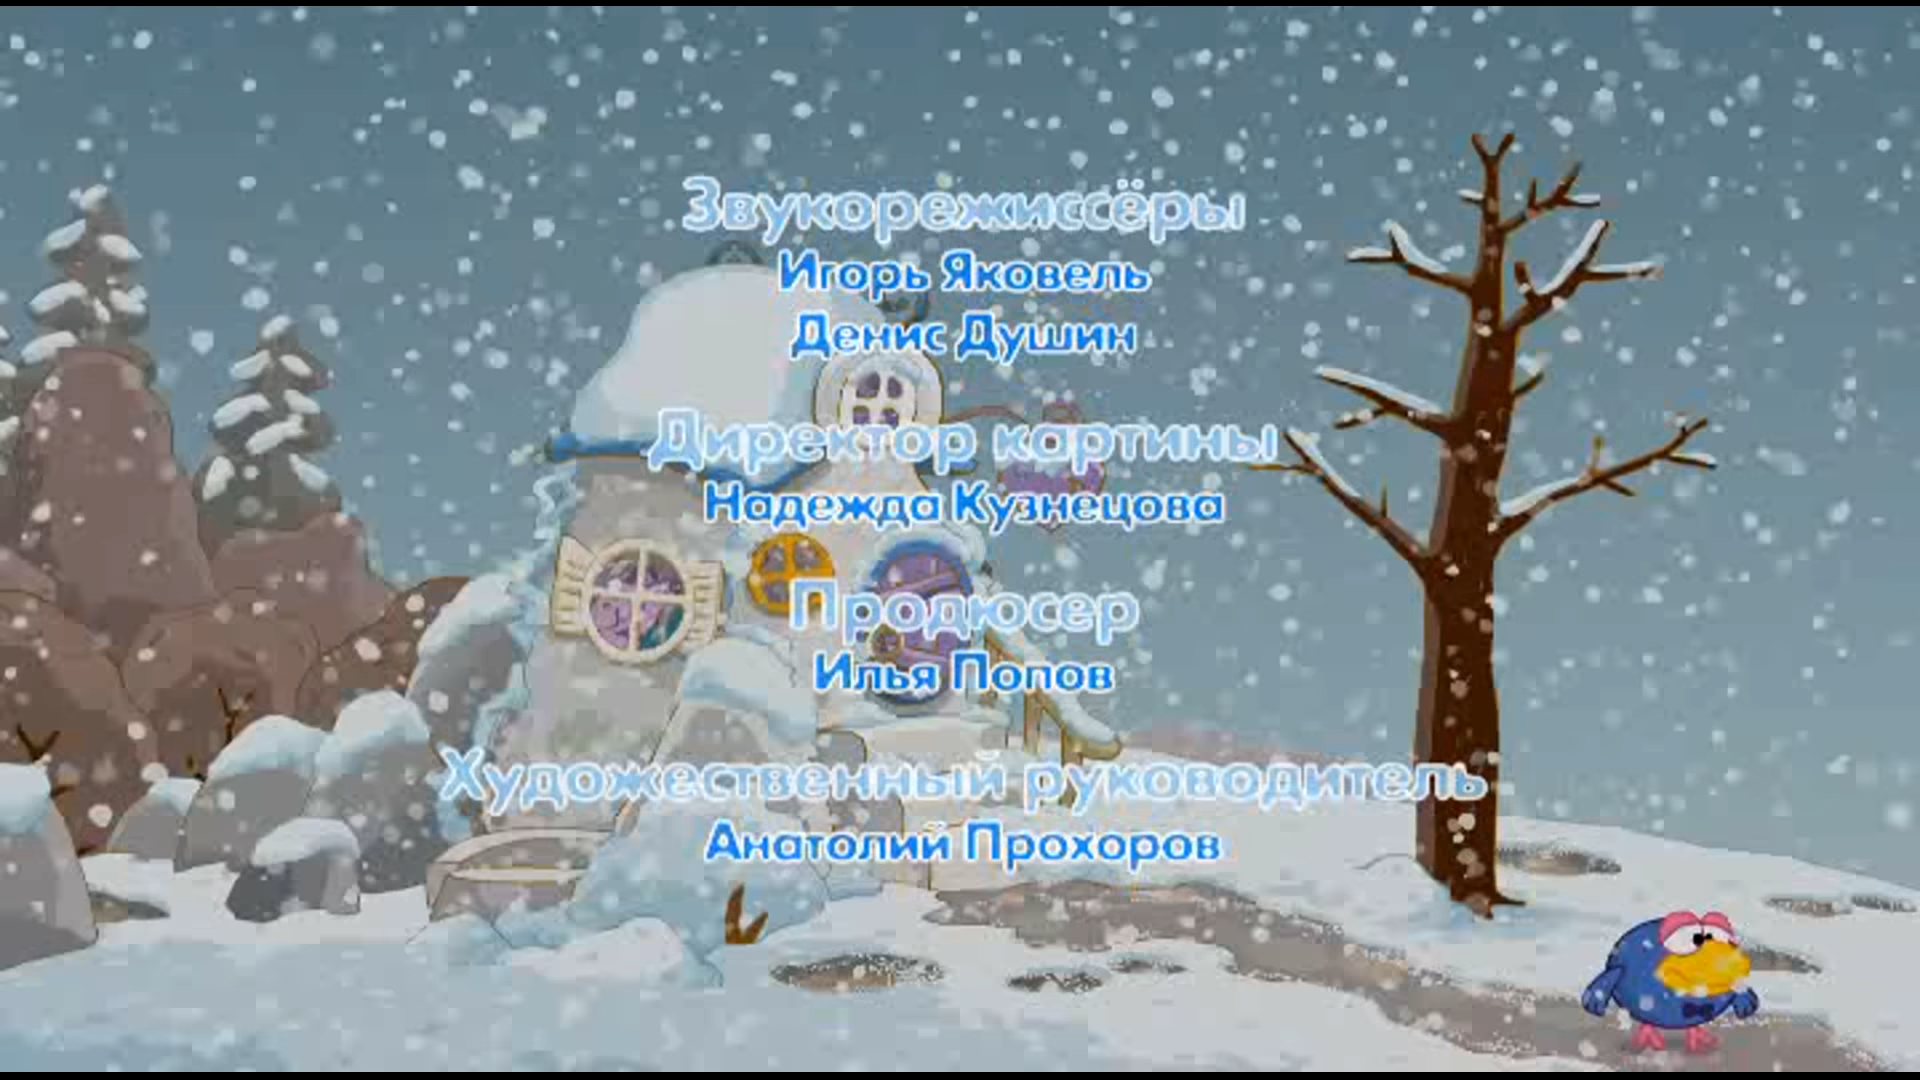 Звукорежиссёры
Игорь Яковель
Денис Душин
Директор картины
Надежда Кузнецова
Продюсер
Илья Попов
Художественный руководитель
Анатолий Прохоров